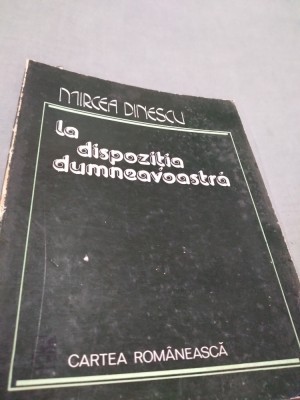 MIRCEA DINESCU
la
dispoziția
dumneavoastră
CARTEA ROMÂNEASCĂ